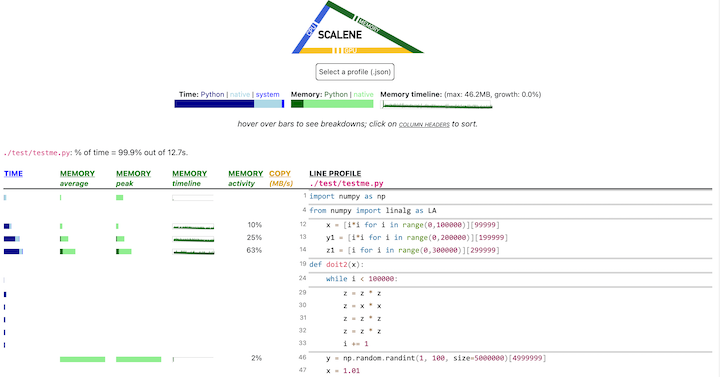 CPU
MEMORY
SCALENE
GPU
Select a profile (.json)
Time: Python | native | system Memory: Python | native Memory timeline: (max: 46.2MB, growth: 0.0%)
hover over bars to see breakdowns; click on COLUMN HEADERS to sort.
./test/testme.py: % of time = 99.9% out of 12.7s.
TIME MEMORY average MEMORY peak MEMORY timeline MEMORY activity COPY (MB/s) LINE PROFILE ./test/testme.py
1 import numpy as np
4 from numpy import linalg as LA
10% 12 x = [i*i for i in range(0,100000)][99999]
25% 13 y1 = [i*i for i in range(0,200000)][199999]
63% 14 z1 = [i for i in range(0,300000)][299999]
19 def doit2(x):
24 while i < 100000:
29 z = z * z
30 z = x * x
31 z = z * z
32 z = z * z
33 i += 1
2% 46 y = np.random.randint(1, 100, size=5000000)[4999999]
47 x = 1.01